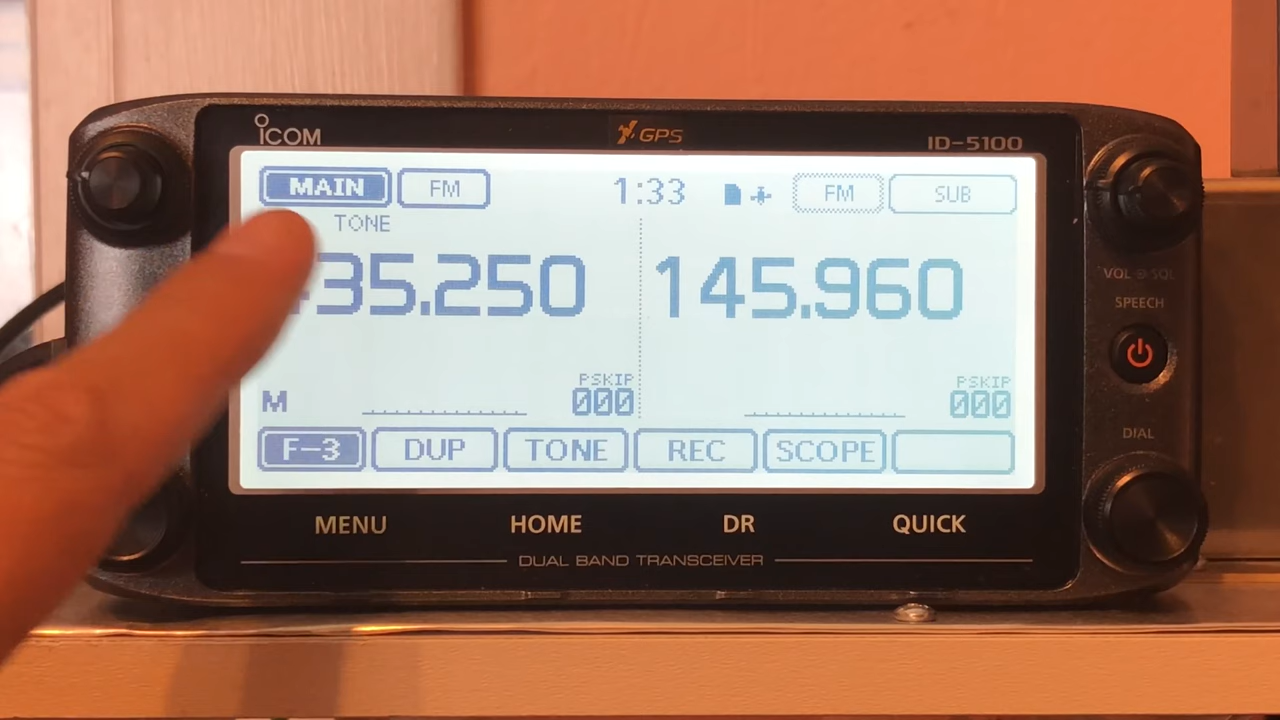 ICOM GPS ID-5100
MAIN FM 1:33 FM SUB
TONE
35.250 145.960
VOL SQL
SPEECH
PSKIP PSKIP
M 000 000
F-3 DUP TONE REC SCOPE
DIAL
MENU HOME DR QUICK
DUAL BAND TRANSCEIVER